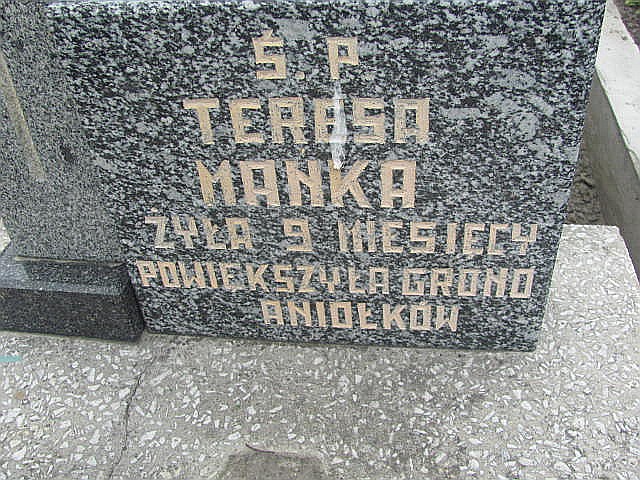 Ś. P.
TERESA
MANKA
ŻYŁA 9 MIESIĘCY
POWIĘKSZYŁA GRONO
ANIOŁKÓW